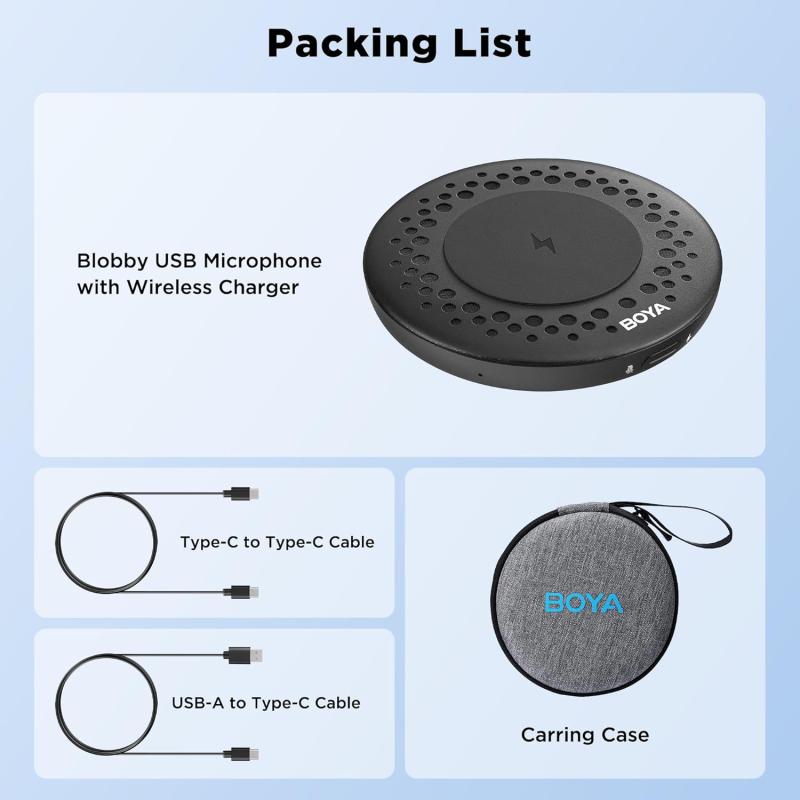 Packing List
Blobby USB Microphone
with Wireless Charger
BOYA
Type-C to Type-C Cable
USB-A to Type-C Cable
BOYA
Carring Case